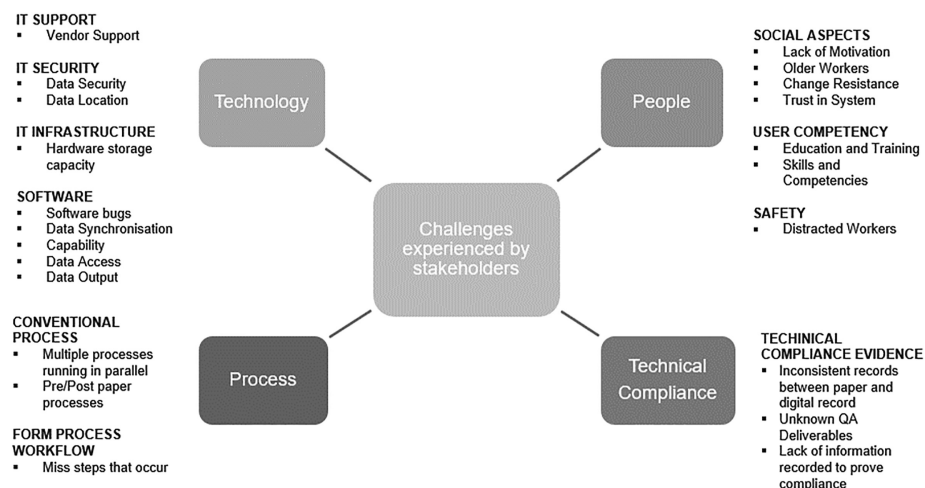 IT SUPPORT
▪ Vendor Support
IT SECURITY
▪ Data Security
▪ Data Location
IT INFRASTRUCTURE
▪ Hardware storage
capacity
SOFTWARE
▪ Software bugs
▪ Data Synchronisation
▪ Capability
▪ Data Access
▪ Data Output
Technology
People
SOCIAL ASPECTS
▪ Lack of Motivation
▪ Older Workers
▪ Change Resistance
▪ Trust in System
USER COMPETENCY
▪ Education and Training
▪ Skills and
Competencies
SAFETY
▪ Distracted Workers
Challenges
experienced by
stakeholders
CONVENTIONAL
PROCESS
▪ Multiple processes
running in parallel
▪ Pre/Post paper
processes
FORM PROCESS
WORKFLOW
▪ Miss steps that occur
Process
Technical
Compliance
TECHINICAL
COMPLIANCE EVIDENCE
▪ Inconsistent records
between paper and
digital record
▪ Unknown QA
Deliverables
▪ Lack of information
recorded to prove
compliance